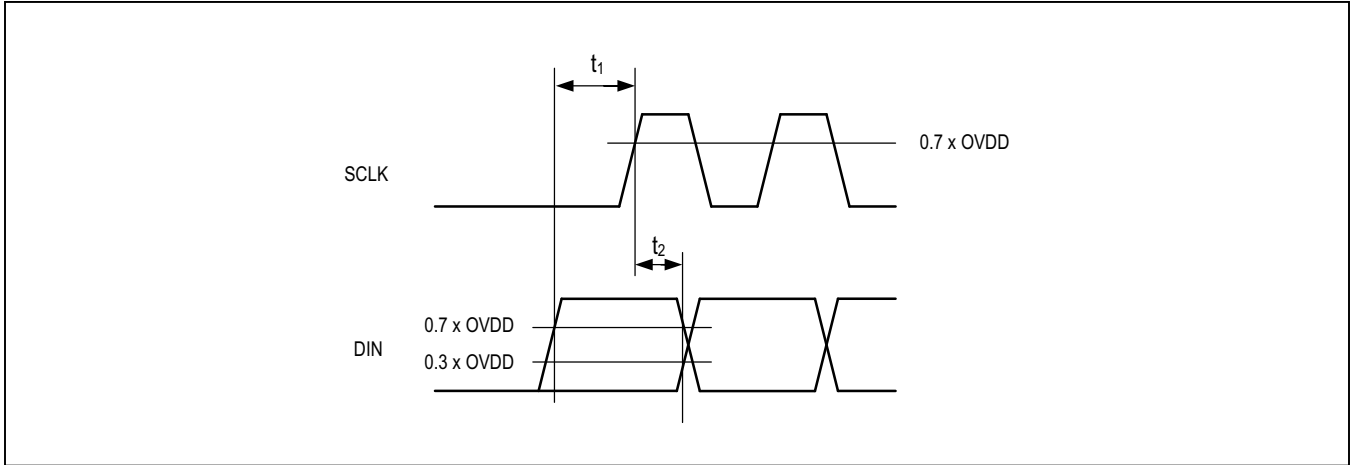 t₁
0.7 x OVDD
SCLK
t₂
0.7 x OVDD
DIN
0.3 x OVDD